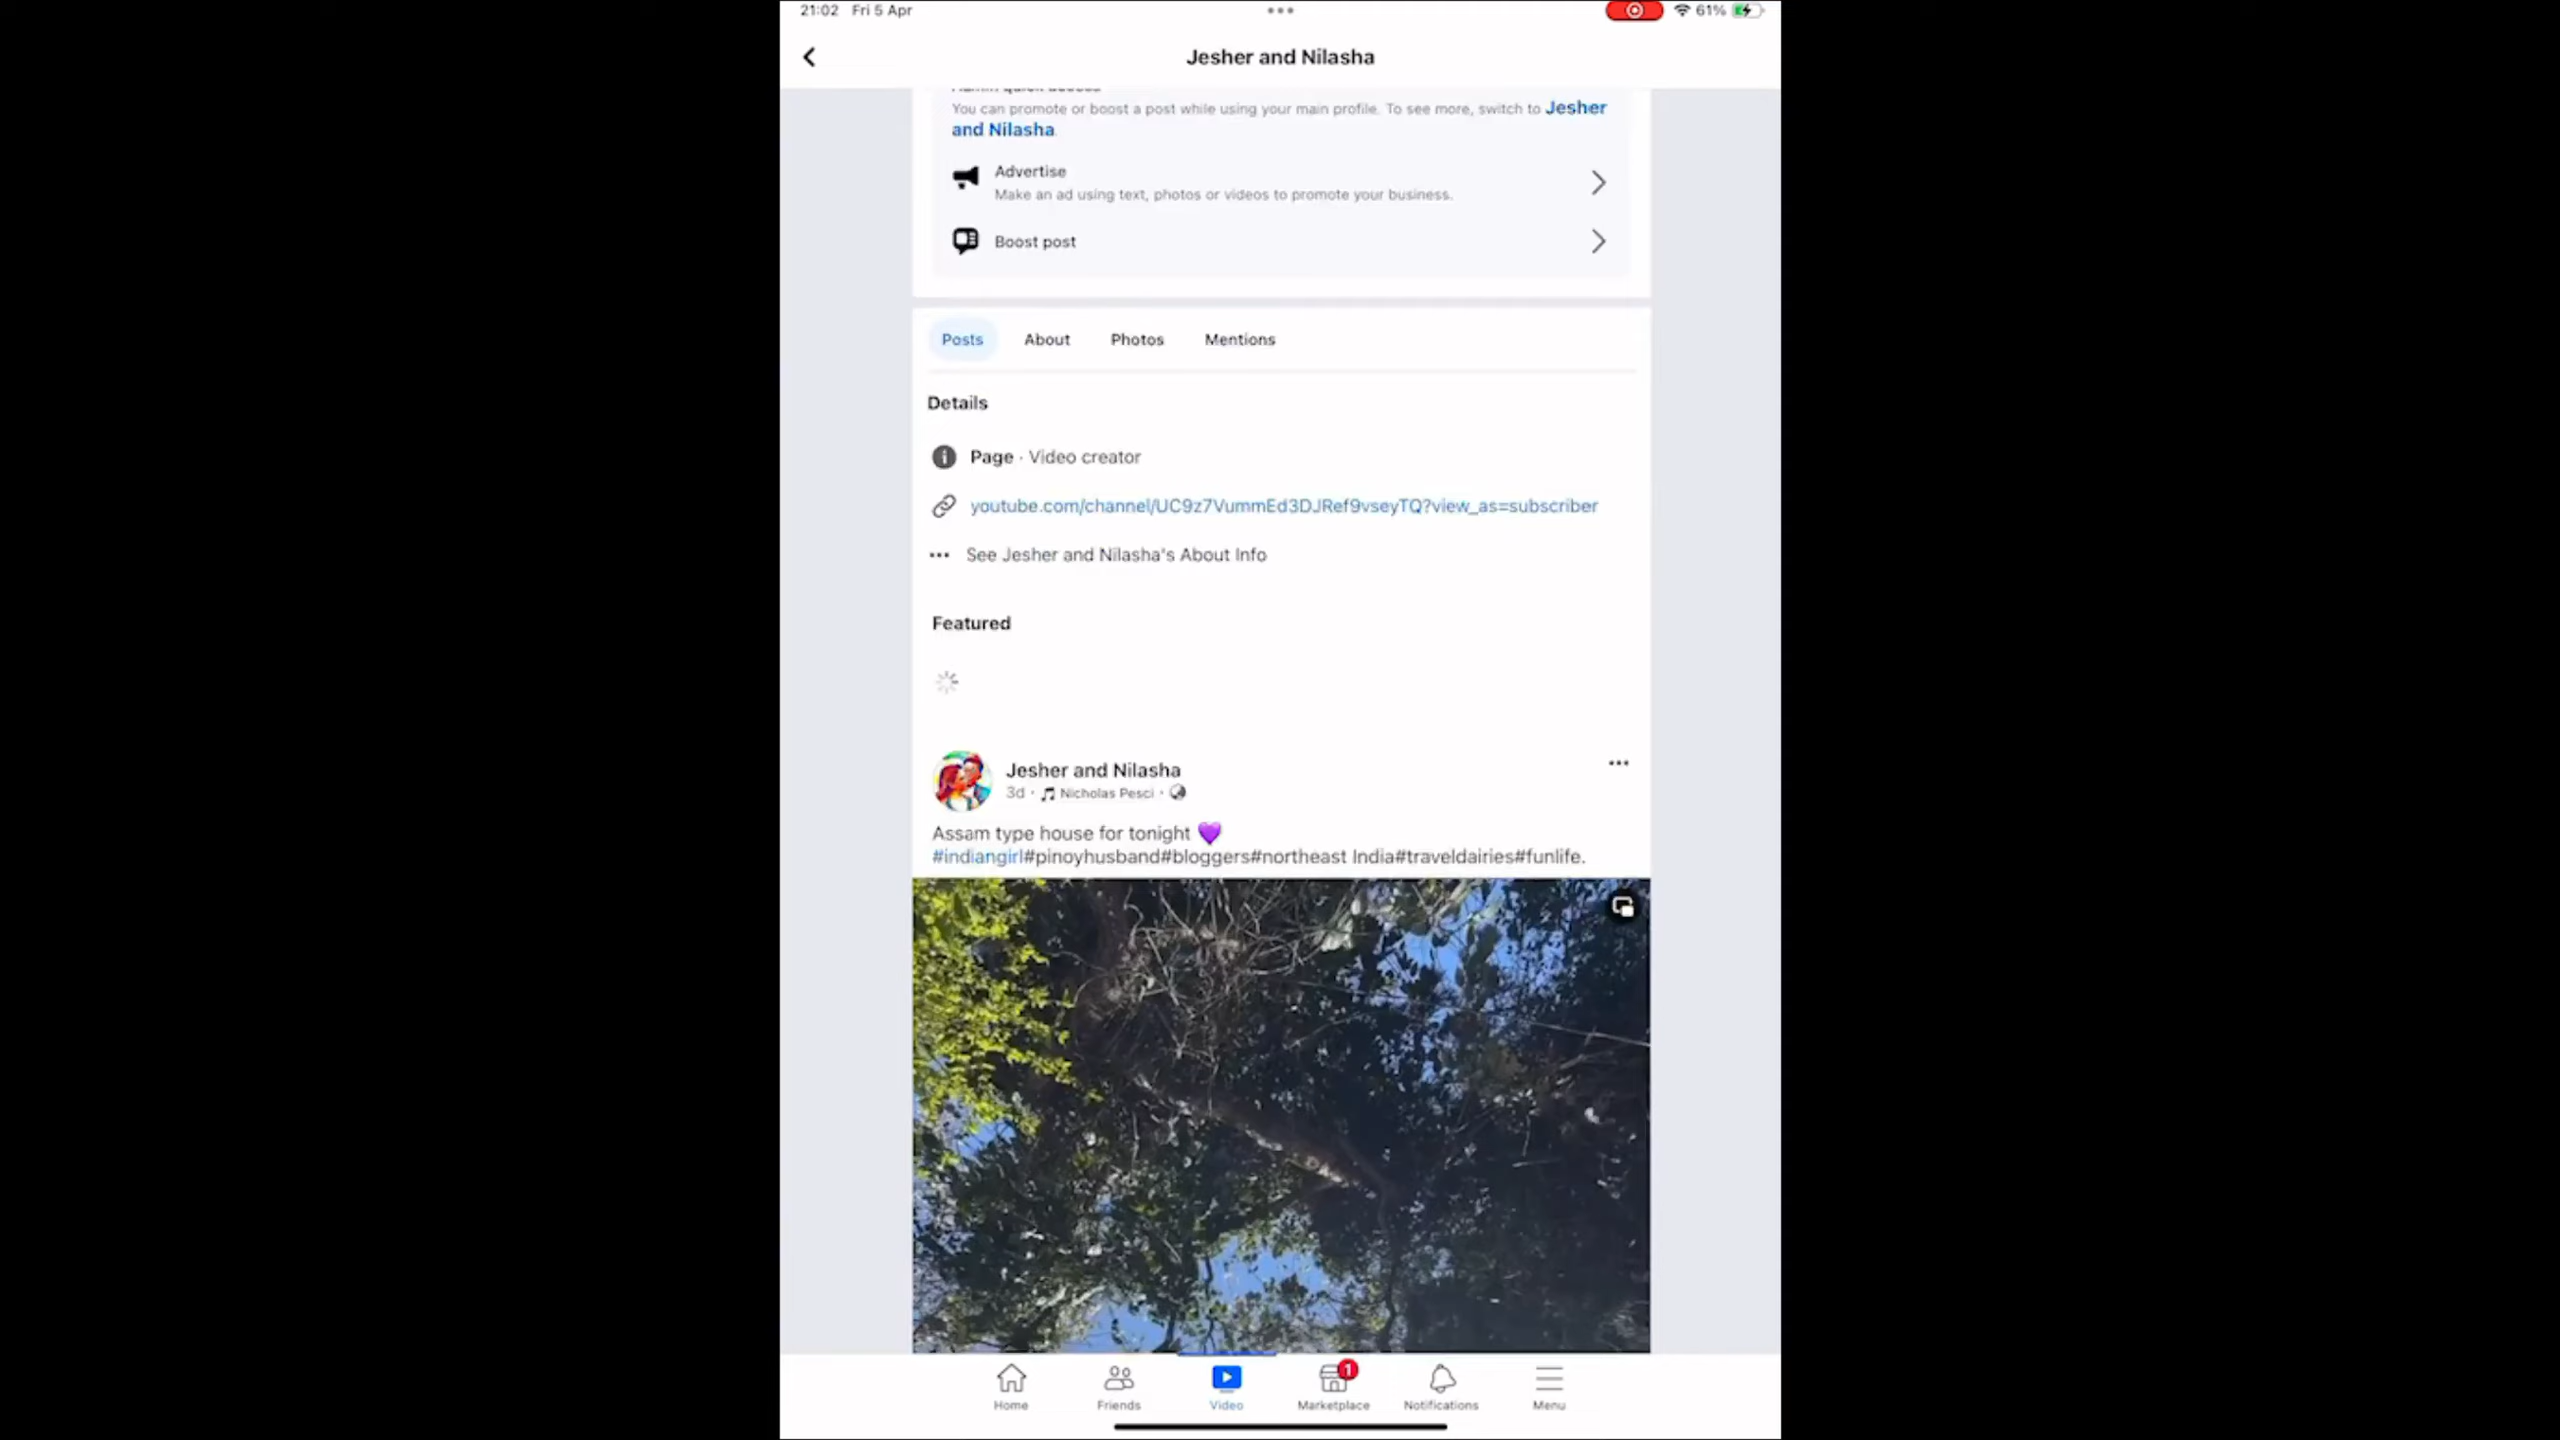 21:02 Fri 5 Apr
61%
Jesher and Nilasha
Admin quick access
You can promote or boost a post while using your main profile. To see more, switch to Jesher
and Nilasha
Advertise
Make an ad using text, photos or videos to promote your business.
Boost post
Posts
About
Photos
Mentions
Details
Page · Video creator
youtube.com/channel/UC9z7VummEd3DJRef9vseyTQ?view_as=subscriber
See Jesher and Nilasha's About Info
Featured
Jesher and Nilasha
3d · Nicholas Pesci ·
Assam type house for tonight 💜
#indiangirl#pinoyhusband#bloggers#northeast India#traveldairies#funlife.
1
Home
Friends
Video
Marketplace
Notifications
Menu